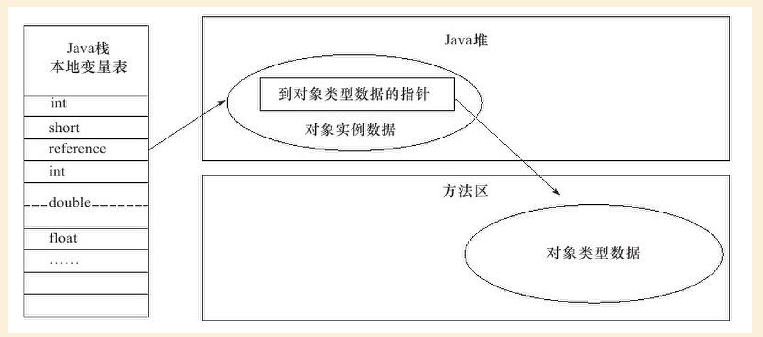 Java栈
本地变量表
int
short
reference
int
double
float
……
Java堆
到对象类型数据的指针
对象实例数据
方法区
对象类型数据